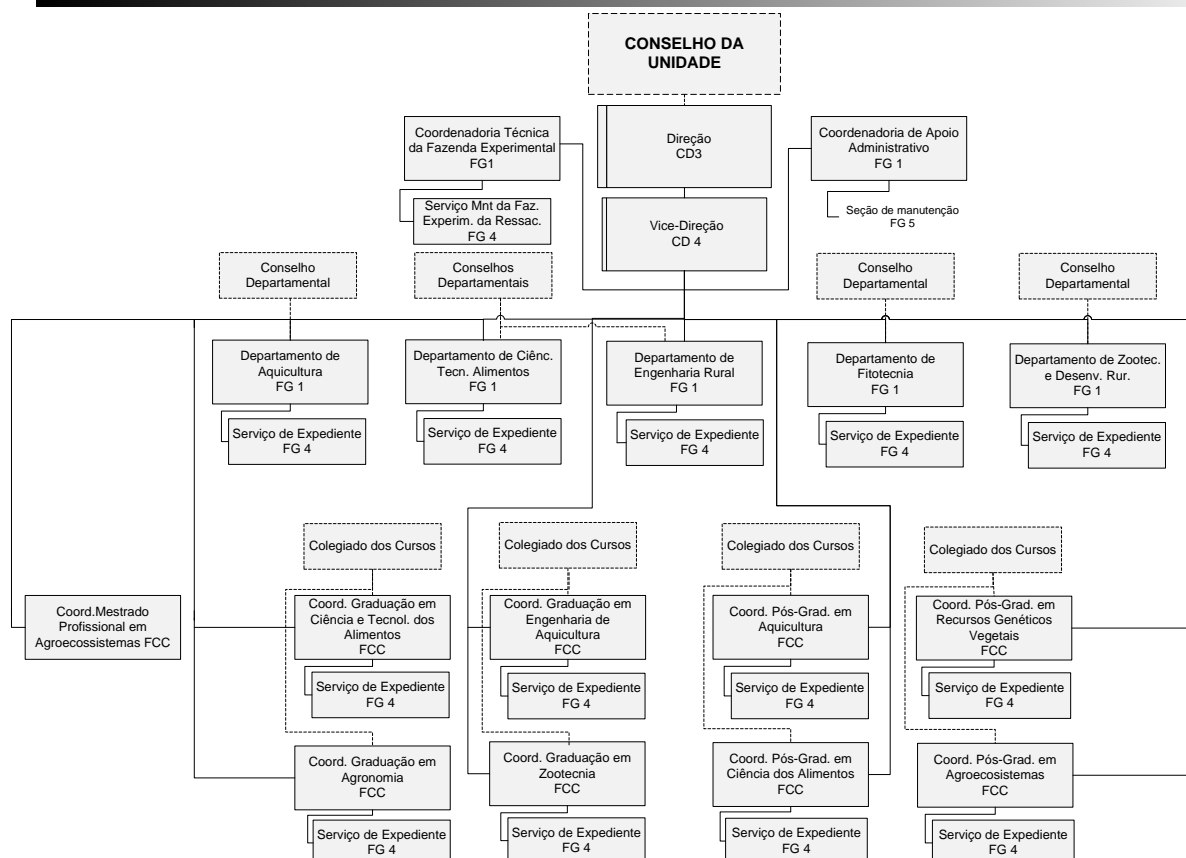 CONSELHO DA
UNIDADE
Coordenadoria Técnica
da Fazenda Experimental
FG1
Direção
CD3
Coordenadoria de Apoio
Administrativo
FG 1
Serviço Mnt da Faz.
Experim. da Ressac.
FG 4
Vice-Direção
CD 4
Seção de manutenção
FG 5
Conselho
Departamental
Conselhos
Departamentais
Conselho
Departamental
Conselho
Departamental
Departamento de
Aquicultura
FG 1
Departamento de Ciênc.
Tecn. Alimentos
FG 1
Departamento de
Engenharia Rural
FG 1
Departamento de
Fitotecnia
FG 1
Departamento de Zootec.
e Desenv. Rur.
FG 1
Serviço de Expediente
FG 4
Serviço de Expediente
FG 4
Serviço de Expediente
FG 4
Serviço de Expediente
FG 4
Serviço de Expediente
FG 4
Colegiado dos Cursos
Colegiado dos Cursos
Colegiado dos Cursos
Colegiado dos Cursos
Coord.Mestrado
Profissional em
Agroecossistemas FCC
Coord. Graduação em
Ciência e Tecnol. dos
Alimentos
FCC
Coord. Graduação em
Engenharia de
Aquicultura
FCC
Coord. Pós-Grad. em
Aquicultura
FCC
Coord. Pós-Grad. em
Recursos Genéticos
Vegetais
FCC
Serviço de Expediente
FG 4
Serviço de Expediente
FG 4
Serviço de Expediente
FG 4
Serviço de Expediente
FG 4
Coord. Graduação em
Agronomia
FCC
Coord. Graduação em
Zootecnia
FCC
Coord. Pós-Grad. em
Ciência dos Alimentos
FCC
Coord. Pós-Grad. em
Agroecosistemas
FCC
Serviço de Expediente
FG 4
Serviço de Expediente
FG 4
Serviço de Expediente
FG 4
Serviço de Expediente
FG 4